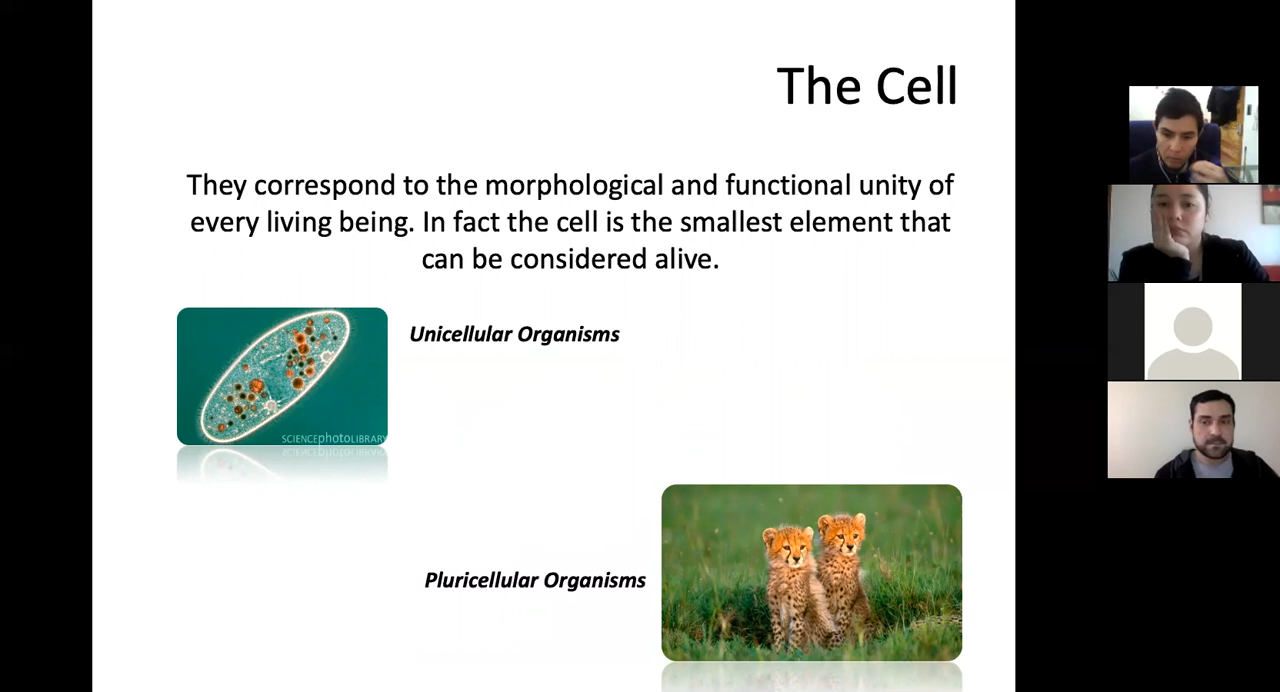 The Cell
They correspond to the morphological and functional unity of
every living being. In fact the cell is the smallest element that
can be considered alive.
Unicellular Organisms
SCIENCEphotoLIBRARY
Pluricellular Organisms